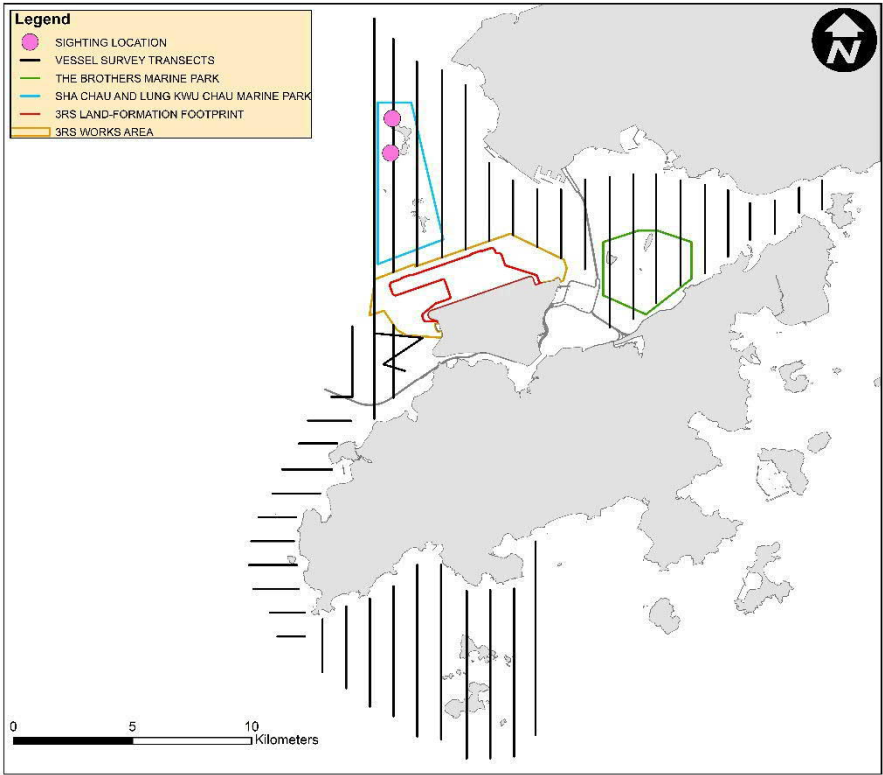 Legend
SIGHTING LOCATION
VESSEL SURVEY TRANSECTS
THE BROTHERS MARINE PARK
SHA CHAU AND LUNG KWU CHAU MARINE PARK
3RS LAND-FORMATION FOOTPRINT
3RS WORKS AREA
N
0 5 10
Kilometers